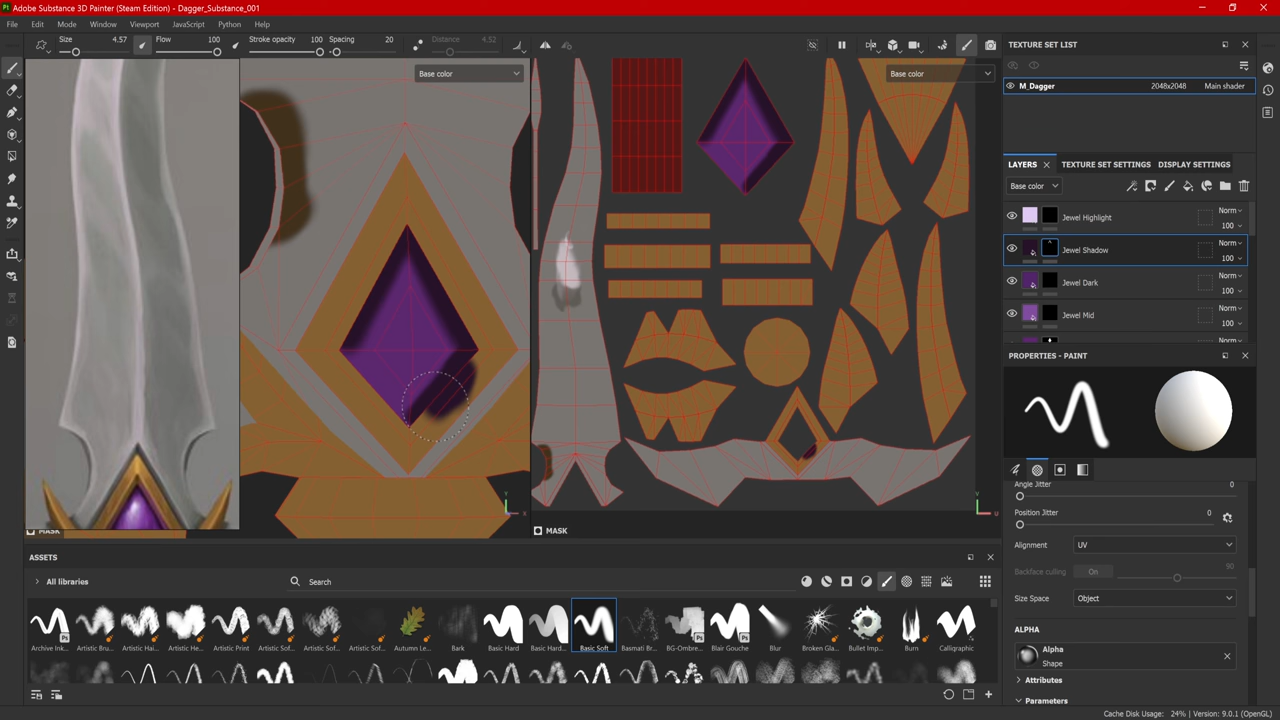 Pt Adobe Substance 3D Painter (Steam Edition) - Dagger_Substance_001
File Edit Mode Window Viewport JavaScript Python Help
Size 4.57 Flow 100 Stroke opacity 100 Spacing 20 Distance 4.52
Base color
Base color
MASK
MASK
TEXTURE SET LIST
M_Dagger 2048x2048 Main shader
LAYERS TEXTURE SET SETTINGS DISPLAY SETTINGS
Base color
Jewel Highlight Norm 100
Jewel Shadow Norm 100
Jewel Dark Norm 100
Jewel Mid Norm 100
PROPERTIES - PAINT
Angle Jitter 0
Position Jitter 0
Alignment UV
Backface culling On 90
Size Space Object
ALPHA
Alpha
Shape
Attributes
Parameters
ASSETS
All libraries Search
Archive Ink... Artistic Bru... Artistic Hai... Artistic He... Artistic Print Artistic Sof... Artistic Sof... Artistic Sof... Autumn Le... Bark Basic Hard Basic Hard... Basic Soft Basmati Br... BG-Ombre... Blair Gouche Blur Broken Gla... Bullet Imp... Burn Calligraphic
Cache Disk Usage: 24% | Version: 9.0.1 (OpenGL)